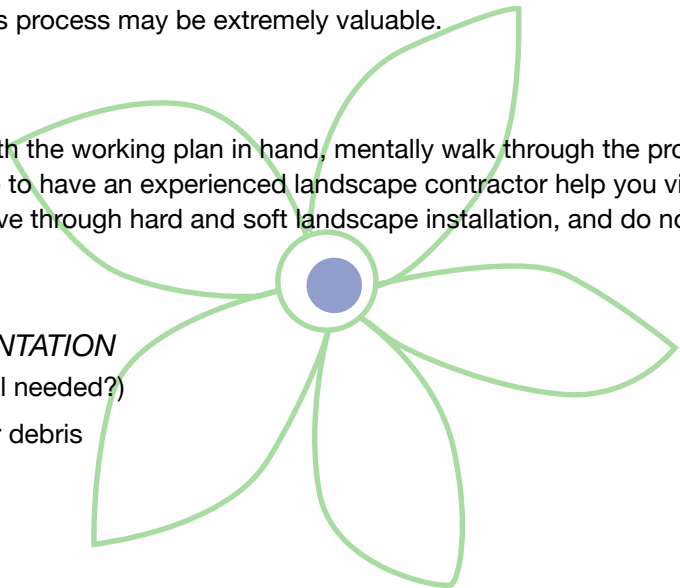 s process may be extremely valuable.
th the working plan in hand, mentally walk through the pro
to have an experienced landscape contractor help you vi
ve through hard and soft landscape installation, and do no
NTATION
l needed?)
r debris